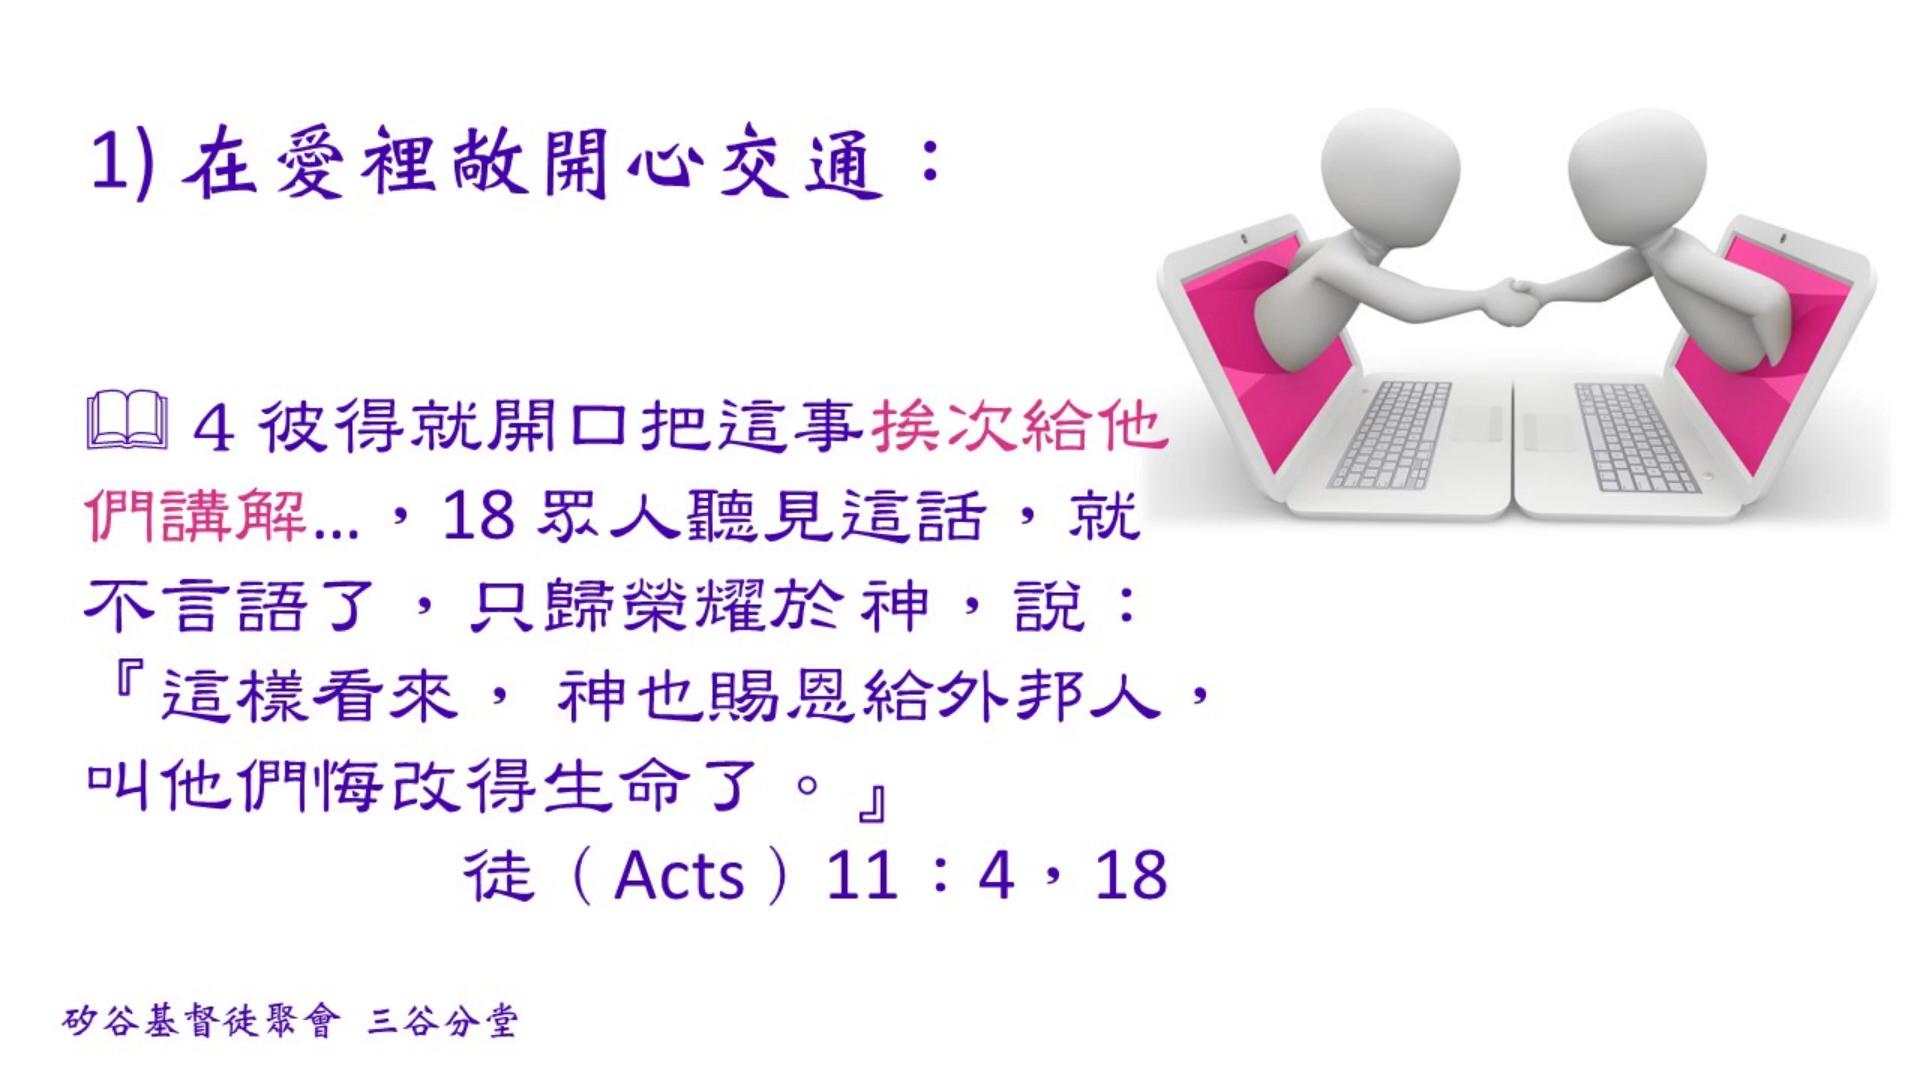 1) 在愛裡敞開心交通：
4 彼得就開口把這事挨次給他
們講解...，18 眾人聽見這話，就
不言語了，只歸榮耀於 神，說：
『這樣看來， 神也賜恩給外邦人，
叫他們悔改得生命了。』
徒（Acts）11：4，18
矽谷基督徒聚會 三谷分堂